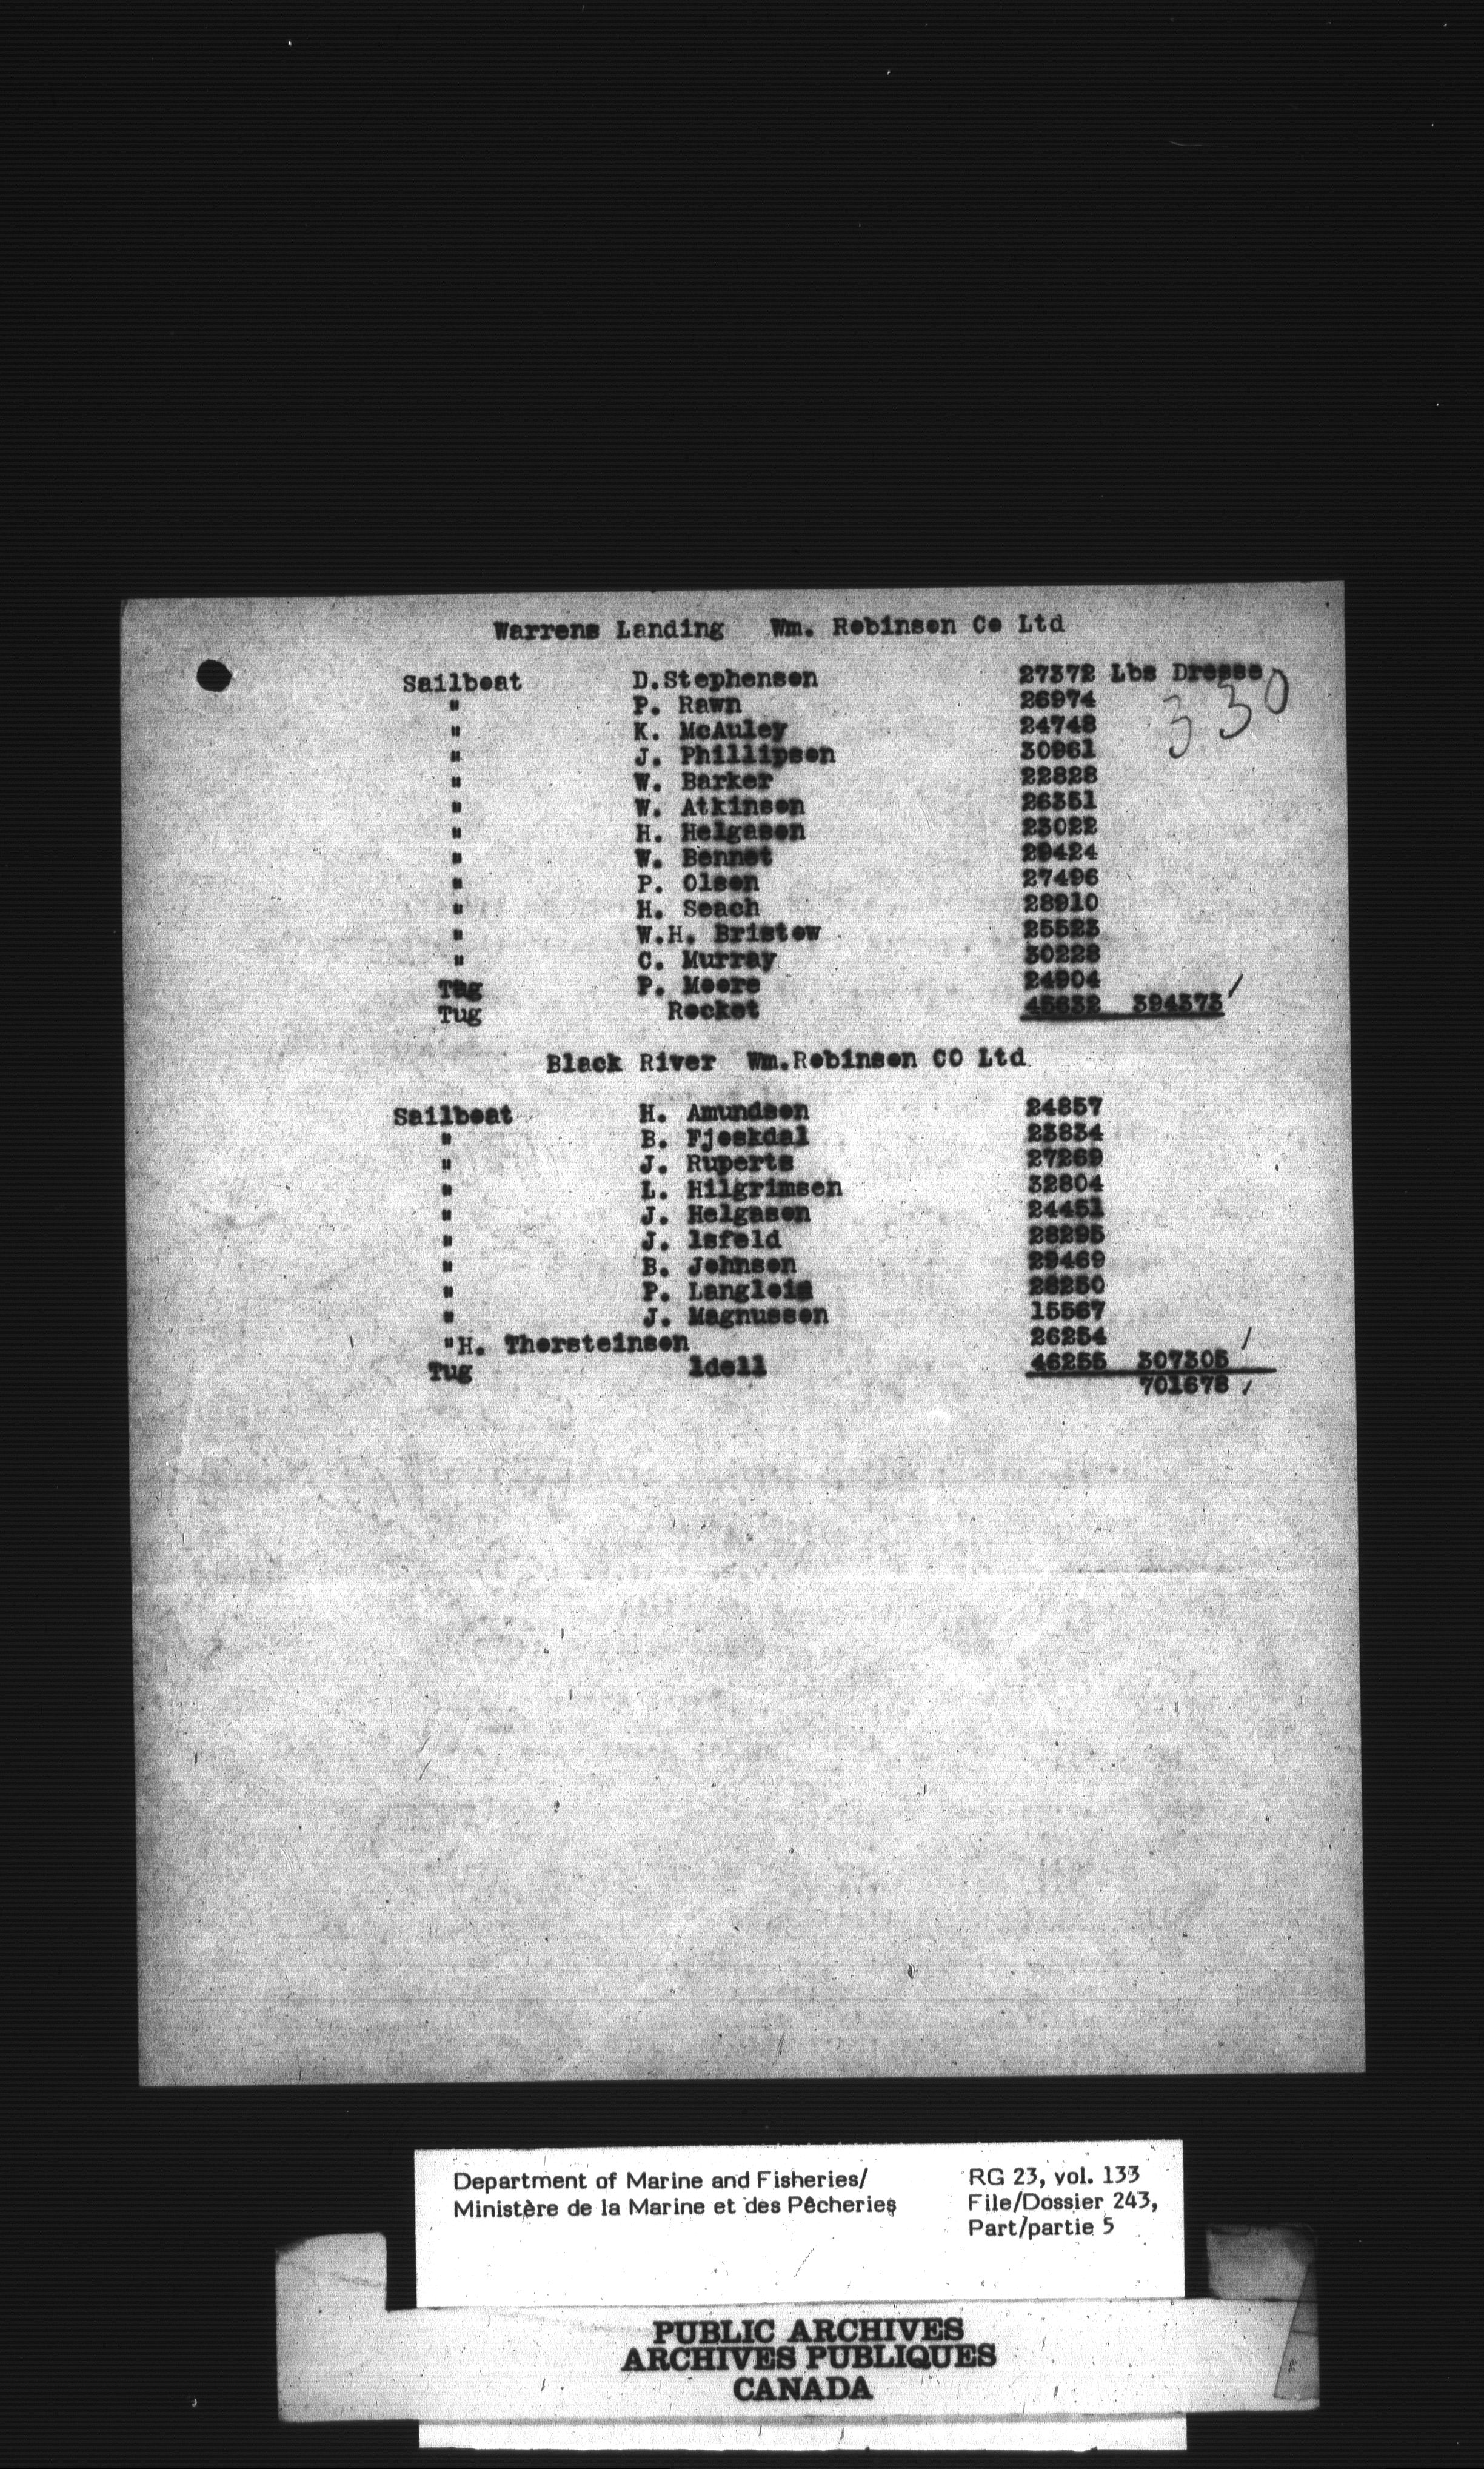 Warrens Landing Wm. Robinson Co Ltd
330
Sailboat D.Stephenson 27372 Lbs Dresse
" P. Rawn 26974
" K. McAuley 24748
" J. Phillipson 30961
" W. Barker 22828
" W. Atkinson 26351
" H. Helgason 23022
" W. Bennet 29424
" P. Olson 27496
" H. Seach 28910
" W.H. Bristow 25523
" C. Murray 30228
Tug P. Moore 24904
Tug Rocket 45632 394373 /
Black River Wm.Robinson CO Ltd
Sailboat H. Amundson 24857
" B. Fjoskdal 23834
" J. Ruperts 27269
" L. Hilgrimsen 32804
" J. Helgason 24451
" J. lsfeld 28295
" B. Johnson 29469
" P. Langlois 28250
" J. Magnusson 15567
"H. Thorsteinson 26254 /
Tug ldell 46255 307305
701678 /
Department of Marine and Fisheries/
Ministère de la Marine et des Pêcheries
RG 23, vol. 133
File/Dossier 243,
Part/partie 5
PUBLIC ARCHIVES
ARCHIVES PUBLIQUES
CANADA